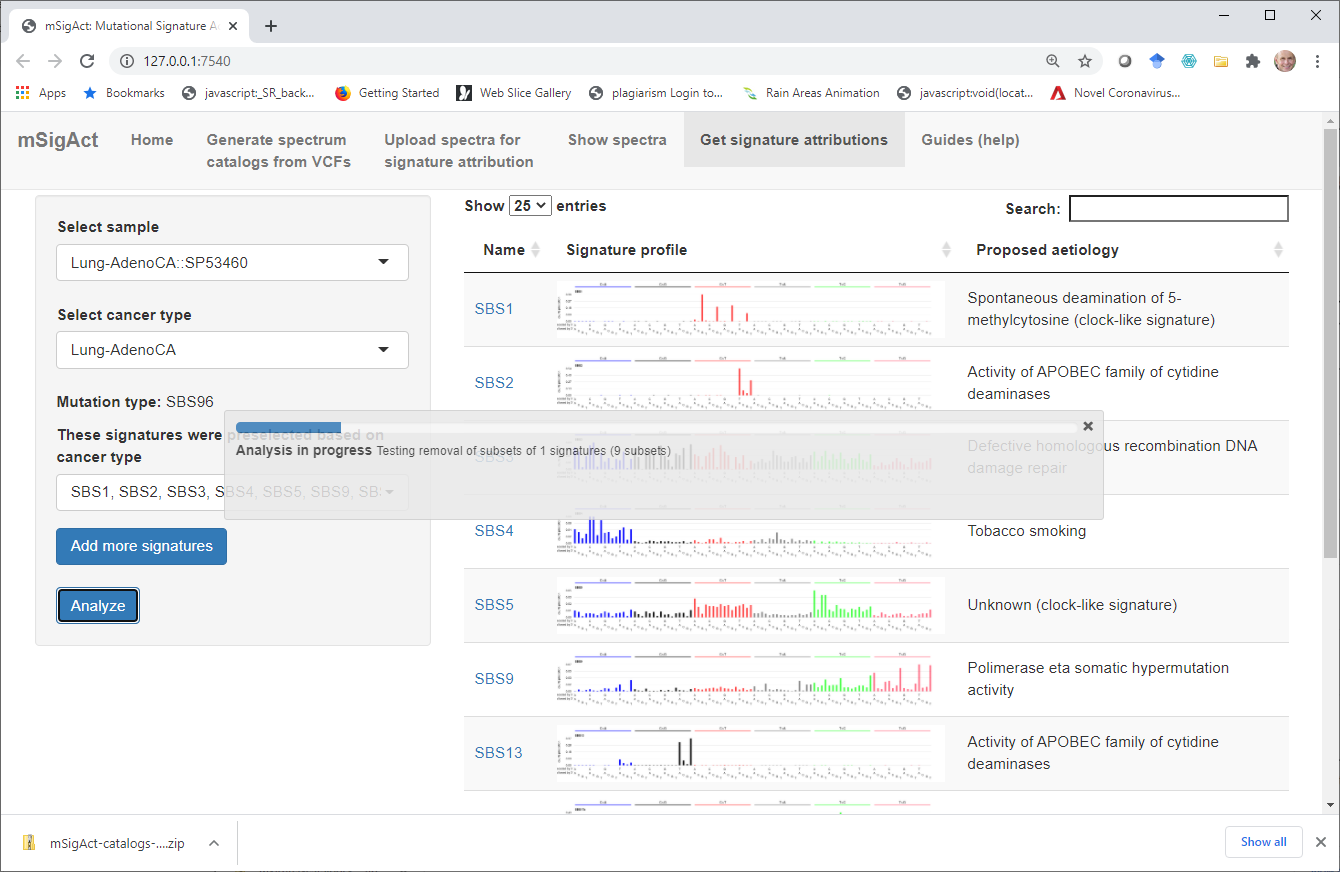 mSigAct: Mutational Signature A
127.0.0.1:7540
Apps
Bookmarks
javascript:_SR_back...
Getting Started
Web Slice Gallery
plagiarism Login to...
Rain Areas Animation
javascript:void(locat...
Novel Coronavirus...
mSigAct
Home
Generate spectrum
catalogs from VCFs
Upload spectra for
signature attribution
Show spectra
Get signature attributions
Guides (help)
Select sample
Lung-AdenoCA::SP53460
Select cancer type
Lung-AdenoCA
Mutation type: SBS96
These signatures were preselected based on
cancer type
SBS1, SBS2, SBS3, SBS4, SBS5, SBS9, SB
Add more signatures
Analyze
Show 25 entries
Search:
Name
Signature profile
Proposed aetiology
SBS1
Spontaneous deamination of 5-
methylcytosine (clock-like signature)
SBS2
Activity of APOBEC family of cytidine
deaminases
Analysis in progress Testing removal of subsets of 1 signatures (9 subsets)
SBS3
Defective homologous recombination DNA
damage repair
SBS4
Tobacco smoking
SBS5
Unknown (clock-like signature)
SBS9
Polimerase eta somatic hypermutation
activity
SBS13
Activity of APOBEC family of cytidine
deaminases
mSigAct-catalogs-....zip
Show all